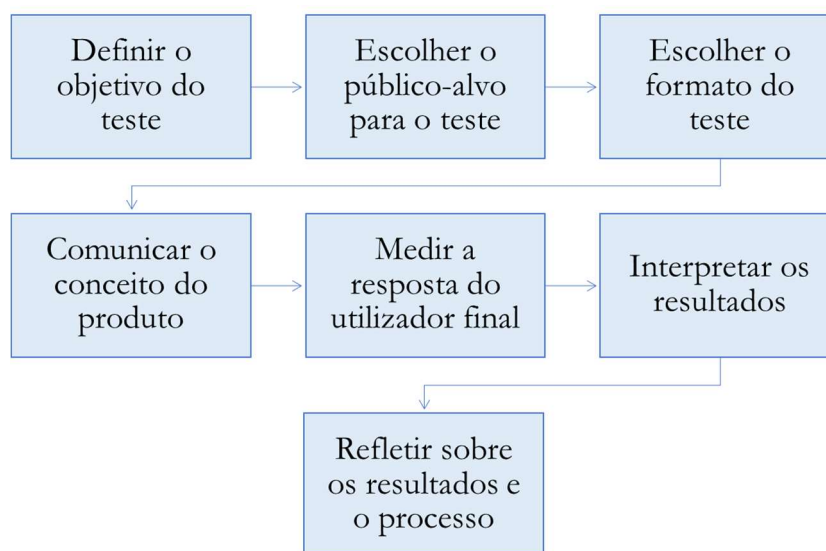 Definir o
objetivo do
teste
Escolher o
público-alvo
para o teste
Escolher o
formato do
teste
Comunicar o
conceito do
produto
Medir a
resposta do
utilizador final
Interpretar os
resultados
Refletir sobre
os resultados e
o processo